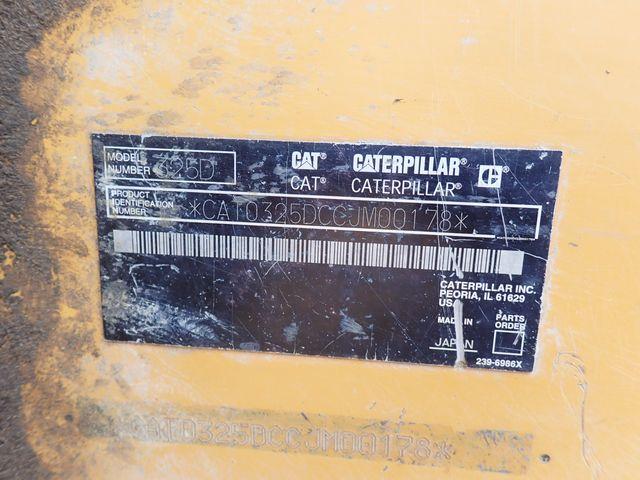 MODEL NUMBER 325D
CAT CATERPILLAR
CAT® CATERPILLAR®
PRODUCT IDENTIFICATION NUMBER *CAT0325DCCJM00178*
CATERPILLAR INC.
PEORIA, IL 61629
USA
MADE IN
JAPAN
PARTS ORDER
239-6986X
*CAT0325DCCJM00178*